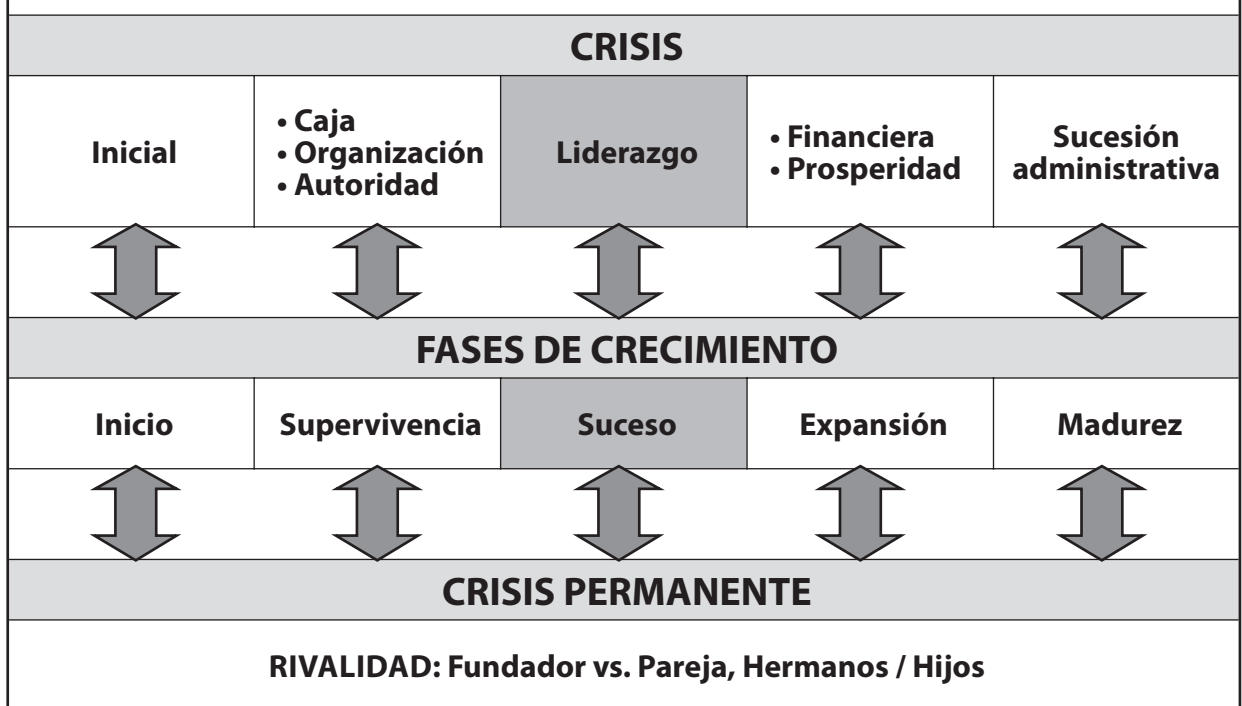 CRISIS
Inicial
• Caja
• Organización
• Autoridad
Liderazgo
• Financiera
• Prosperidad
Sucesión
administrativa
FASES DE CRECIMIENTO
Inicio
Supervivencia
Suceso
Expansión
Madurez
CRISIS PERMANENTE
RIVALIDAD: Fundador vs. Pareja, Hermanos / Hijos